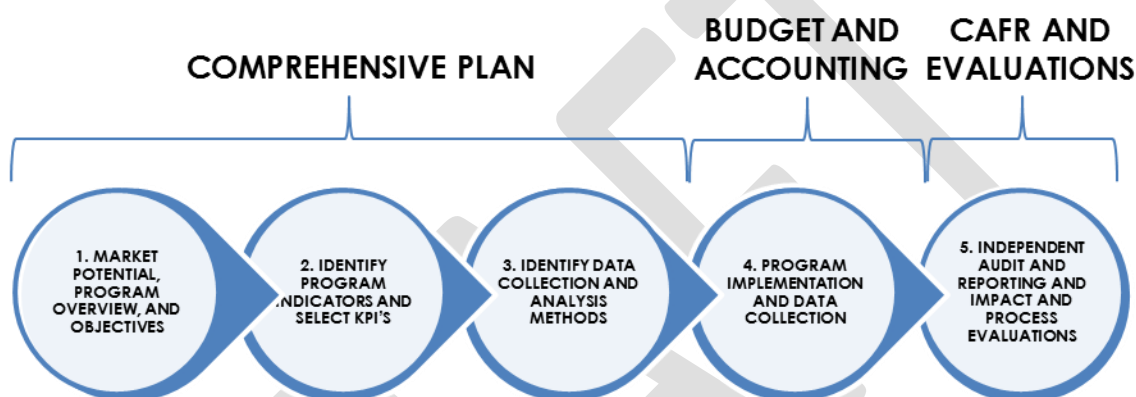 COMPREHENSIVE PLAN
BUDGET AND
ACCOUNTING
CAFR AND
EVALUATIONS
1. MARKET
POTENTIAL,
PROGRAM
OVERVIEW, AND
OBJECTIVES
2. IDENTIFY
PROGRAM
INDICATORS AND
SELECT KPI'S
3. IDENTIFY DATA
COLLECTION AND
ANALYSIS
METHODS
4. PROGRAM
IMPLEMENTATION
AND DATA
COLLECTION
5. INDEPENDENT
AUDIT AND
REPORTING AND
IMPACT AND
PROCESS
EVALUATIONS